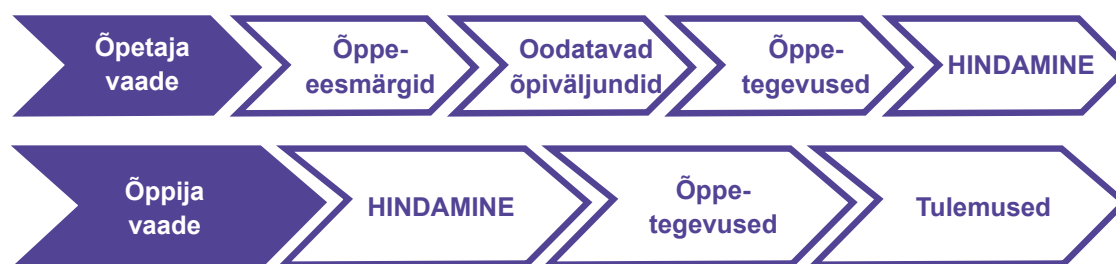 Õpetaja
vaade
Õppe-
eesmärgid
Oodatavad
õpiväljundid
Õppe-
tegevused
HINDAMINE
Õppija
vaade
HINDAMINE
Õppe-
tegevused
Tulemused